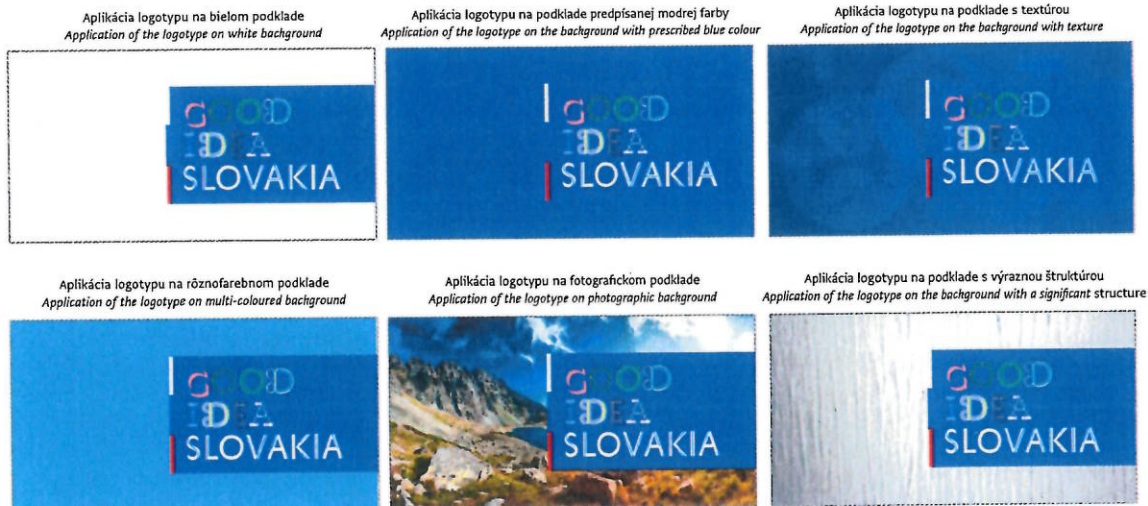 Aplikácia logotypu na bielom podklade
Application of the logotype on white background
GOOD
IDEA
SLOVAKIA
Aplikácia logotypu na podklade predpísanej modrej farby
Application of the logotype on the background with prescribed blue colour
GOOD
IDEA
SLOVAKIA
Aplikácia logotypu na podklade s textúrou
Application of the logotype on the background with texture
GOOD
IDEA
SLOVAKIA
Aplikácia logotypu na rôznofarebnom podklade
Application of the logotype on multi-coloured background
GOOD
IDEA
SLOVAKIA
Aplikácia logotypu na fotografickom podklade
Application of the logotype on photographic background
GOOD
IDEA
SLOVAKIA
Aplikácia logotypu na podklade s výraznou štruktúrou
Application of the logotype on the background with a significant structure
GOOD
IDEA
SLOVAKIA